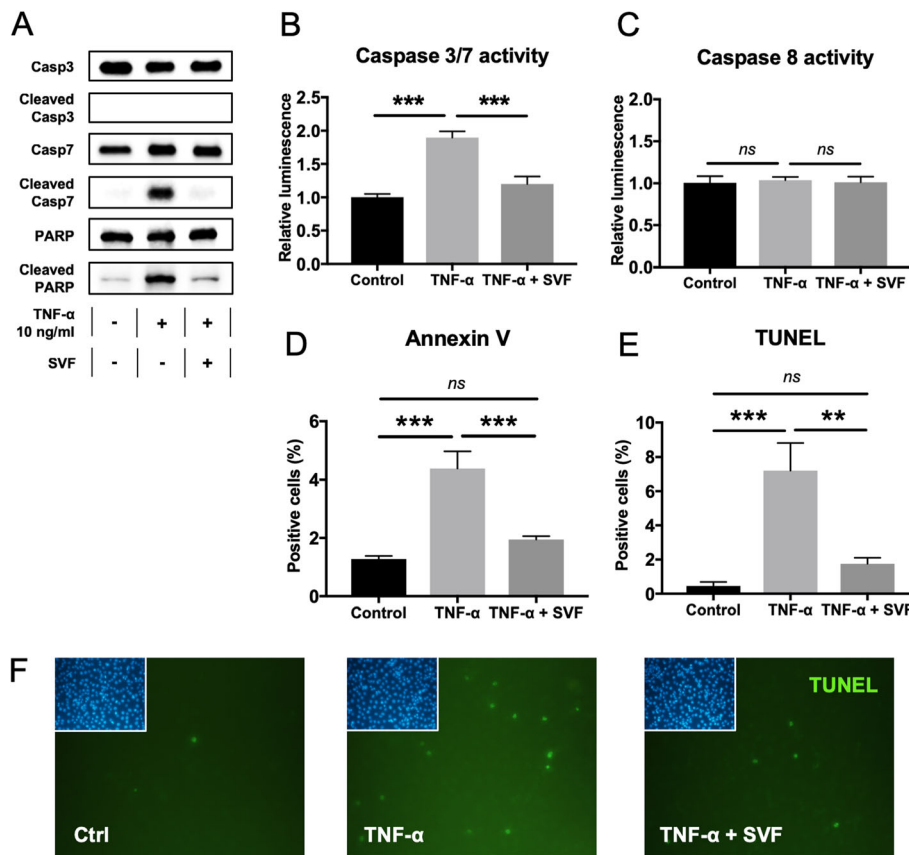 A
Casp3
Cleaved
Casp3
Casp7
Cleaved
Casp7
PARP
Cleaved
PARP
TNF-α
10 ng/ml
- + +
SVF
- - +
B
Caspase 3/7 activity
Relative luminescence
2.5
2.0
1.5
1.0
0.5
0.0
*** ***
Control TNF-α TNF-α + SVF
C
Caspase 8 activity
Relative luminescence
2.0
1.5
1.0
0.5
0.0
ns ns
Control TNF-α TNF-α + SVF
D
Annexin V
Positive cells (%)
6
4
2
0
ns
*** ***
Control TNF-α TNF-α + SVF
E
TUNEL
Positive cells (%)
10
8
6
4
2
0
ns
*** **
Control TNF-α TNF-α + SVF
F
Ctrl
TNF-α
TUNEL
TNF-α + SVF